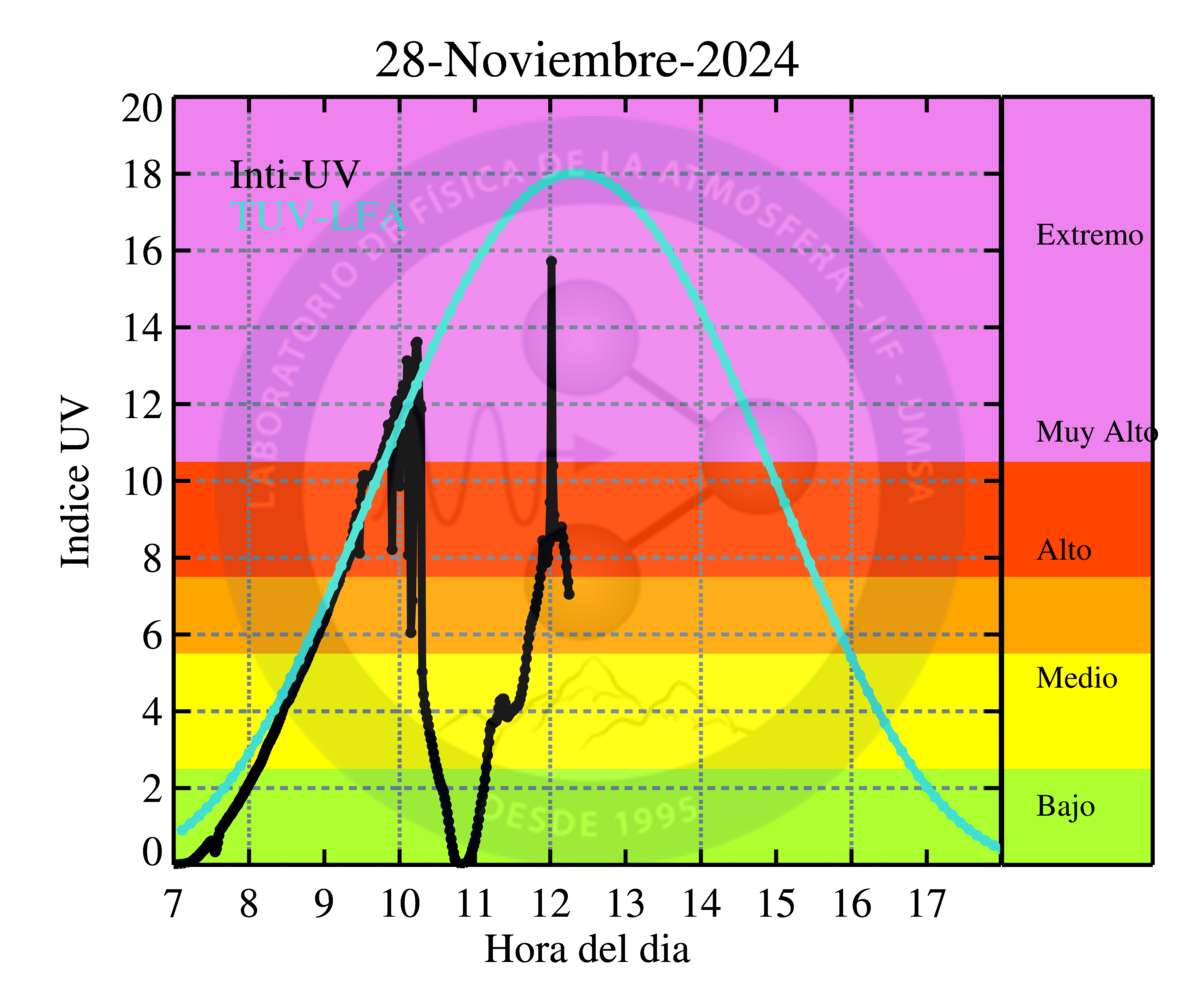 28-Noviembre-2024
20
18
16
14
12
10
8
6
4
2
0
Indice UV
Inti-UV
TUV-LFA
LABORATORIO DE FÍSICA DE LA ATMÓSFERA - IIF - UMSA
DESDE 1995
Extremo
Muy Alto
Alto
Medio
Bajo
7 8 9 10 11 12 13 14 15 16 17
Hora del dia